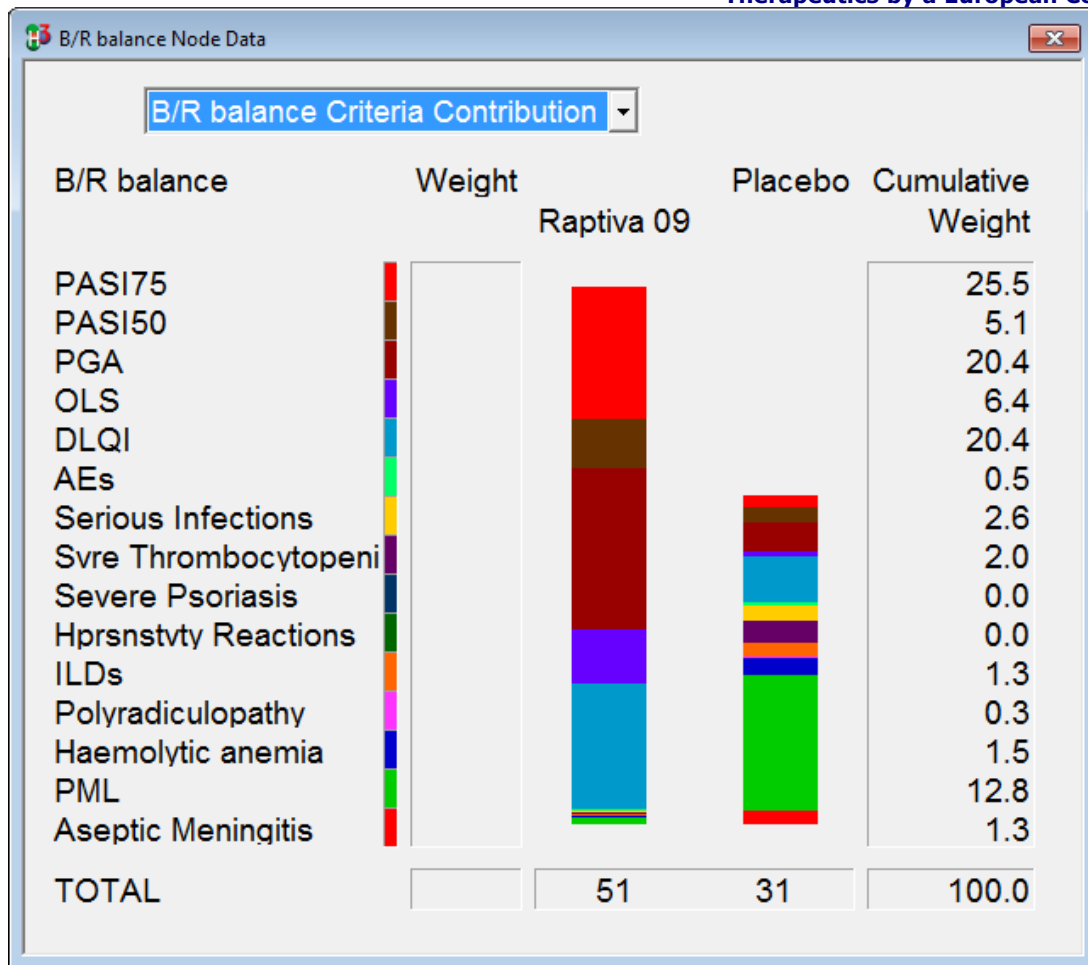 B/R balance Node Data
B/R balance Criteria Contribution
B/R balance Weight Placebo Cumulative
Raptiva 09 Weight
PASI75 25.5
PASI50 5.1
PGA 20.4
OLS 6.4
DLQI 20.4
AEs 0.5
Serious Infections 2.6
Svre Thrombocytopeni 2.0
Severe Psoriasis 0.0
Hprsnstvty Reactions 0.0
ILDs 1.3
Polyradiculopathy 0.3
Haemolytic anemia 1.5
PML 12.8
Aseptic Meningitis 1.3
TOTAL 51 31 100.0